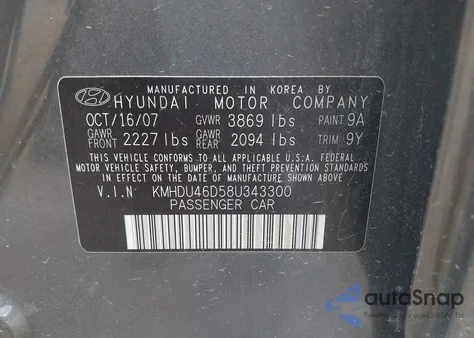 MANUFACTURED IN KOREA BY
HYUNDAI MOTOR COMPANY
OCT/16/07 GVWR 3869 lbs PAINT 9A
GAWR FRONT 2227 lbs GAWR REAR 2094 lbs TRIM 9Y
THIS VEHICLE CONFORMS TO ALL APPLICABLE U.S.A. FEDERAL
MOTOR VEHICLE SAFETY, BUMPER, AND THEFT PREVENTION
STANDARDS IN EFFECT ON THE DATE OF MANUFACTURE SHOWN ABOVE.
V.I.N KMHDU46D58U343300
PASSENGER CAR
autoSnap